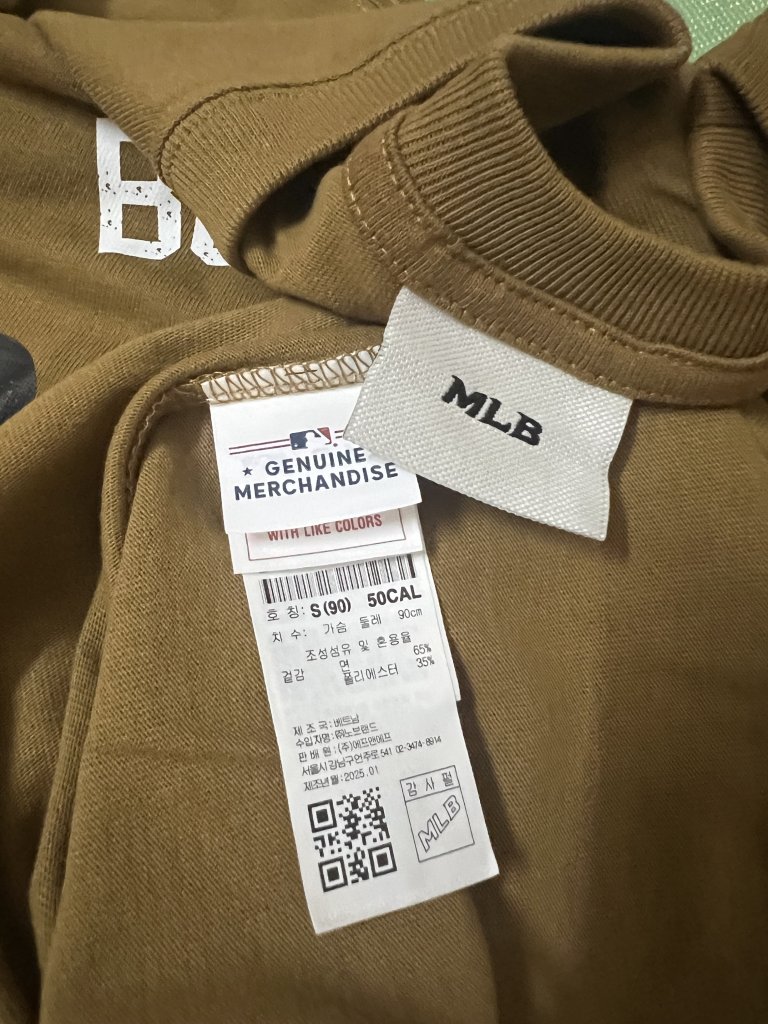 MLB
GENUINE
MERCHANDISE
WITH LIKE COLORS
호 칭: S(90) 50CAL
치 수: 가슴 둘레 90cm
조성섬유 및 혼용율
겉감 면 65%
폴리에스터 35%
제 조 국: 베트남
수입자명: ㈜노브랜드
판 매 원 : (주)에프앤에프
서울시 강남구 언주로 541 02-3474-8914
제조년월: 2025.01
감 사 필
MLB